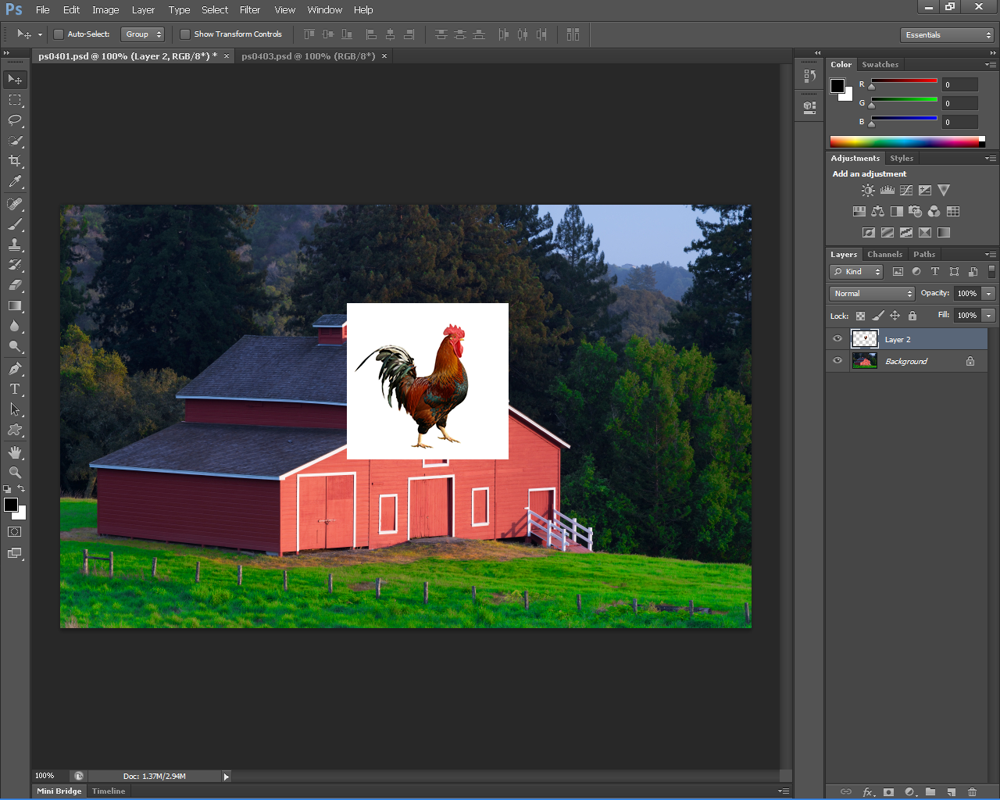 Ps File Edit Image Layer Type Select Filter View Window Help
Auto-Select: Group Show Transform Controls Essentials
ps0401.psd @ 100% (Layer 2, RGB/8*) * × ps0403.psd @ 100% (RGB/8*) ×
Color Swatches
R 0
G 0
B 0
Adjustments Styles
Add an adjustment
Layers Channels Paths
Kind
Normal Opacity: 100%
Lock: Fill: 100%
Layer 2
Background
100% Doc: 1.37M/2.94M
Mini Bridge Timeline